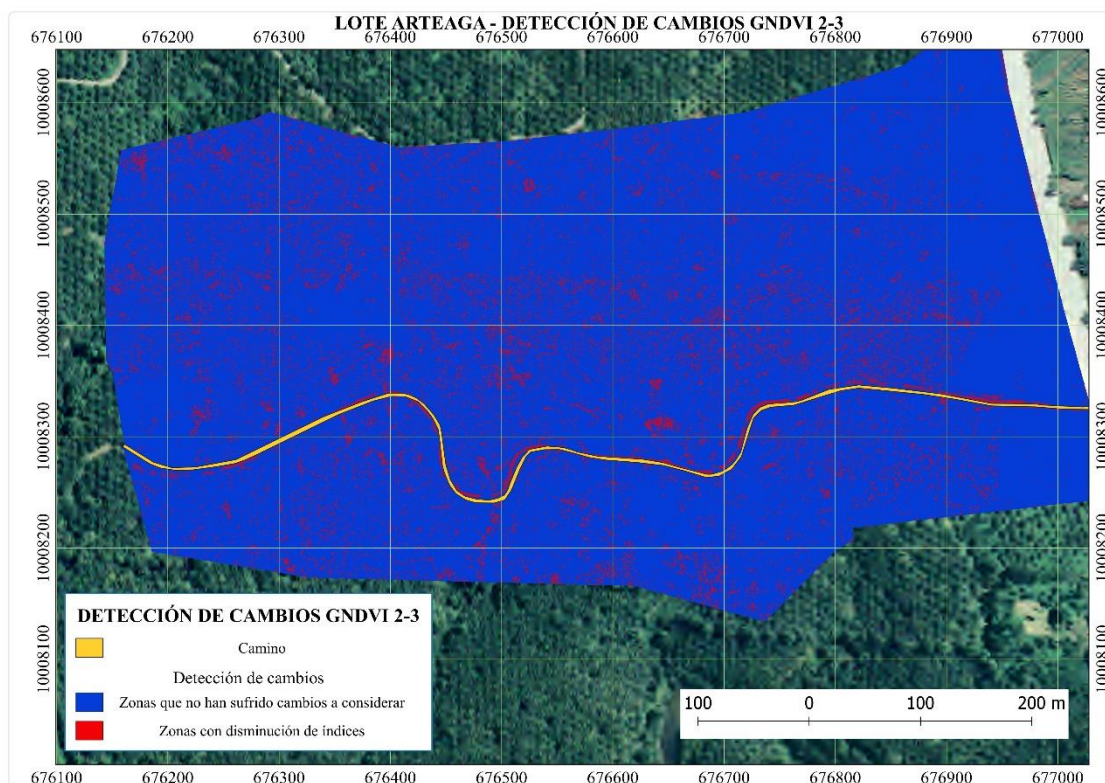 LOTE ARTEAGA - DETECCIÓN DE CAMBIOS GNDVI 2-3
676100 676200 676300 676400 676500 676600 676700 676800 676900 677000
10008600 10008600
10008500 10008500
10008400 10008400
10008300 10008300
10008200 10008200
10008100 10008100
DETECCIÓN DE CAMBIOS GNDVI 2-3
Camino
Detección de cambios
Zonas que no han sufrido cambios a considerar
Zonas con disminución de índices
100 0 100 200 m
676100 676200 676300 676400 676500 676600 676700 676800 676900 677000